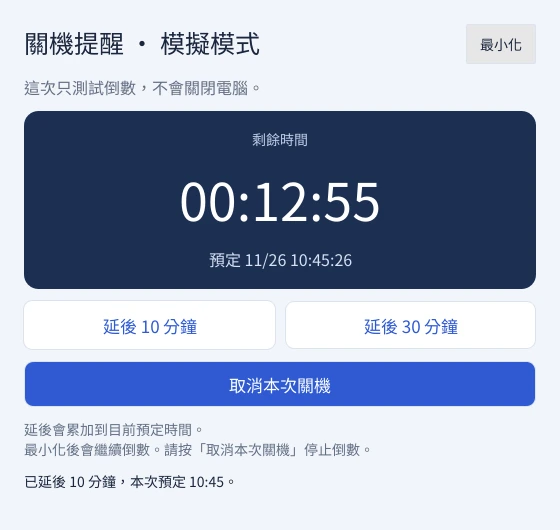 關機提醒 · 模擬模式
最小化
這次只測試倒數，不會關閉電腦。
剩餘時間
00:12:55
預定 11/26 10:45:26
延後 10 分鐘
延後 30 分鐘
取消本次關機
延後會累加到目前預定時間。
最小化後會繼續倒數。請按「取消本次關機」停止倒數。
已延後 10 分鐘，本次預定 10:45。